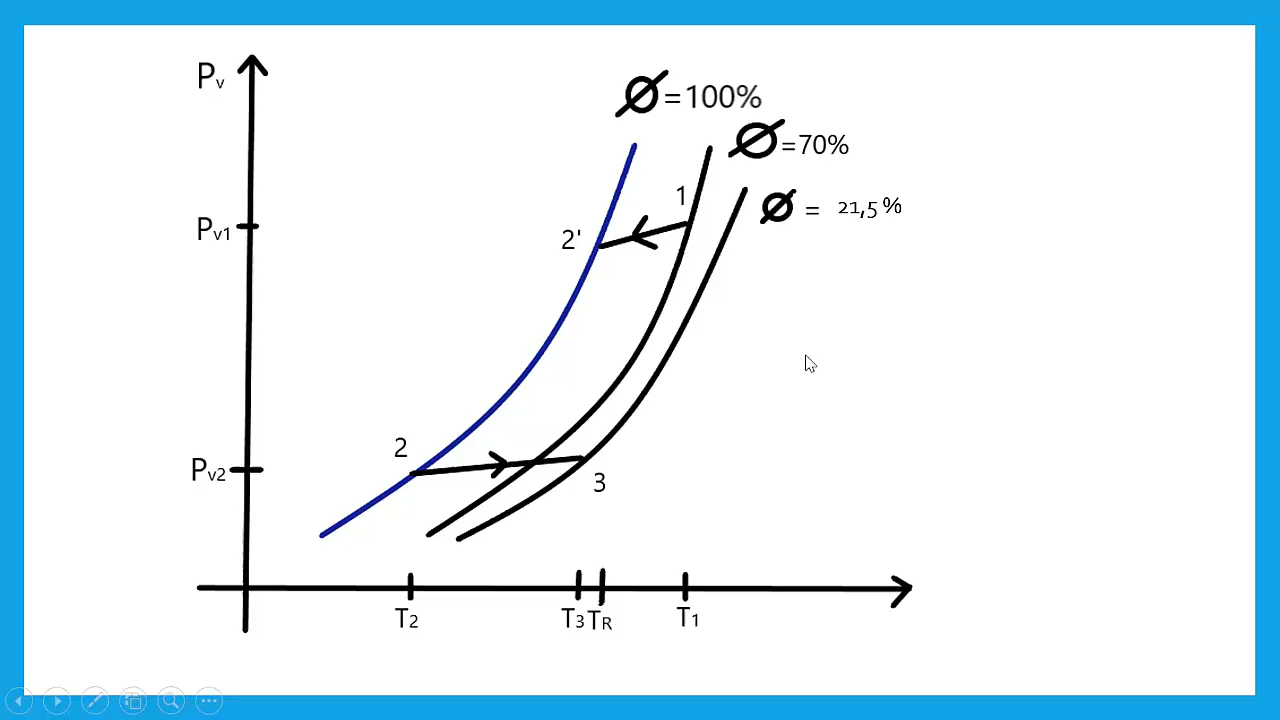 Pv
Ø=100%
Ø=70%
1
Ø = 21,5%
Pv1
2'
2
Pv2
3
T2
T3
TR
T1